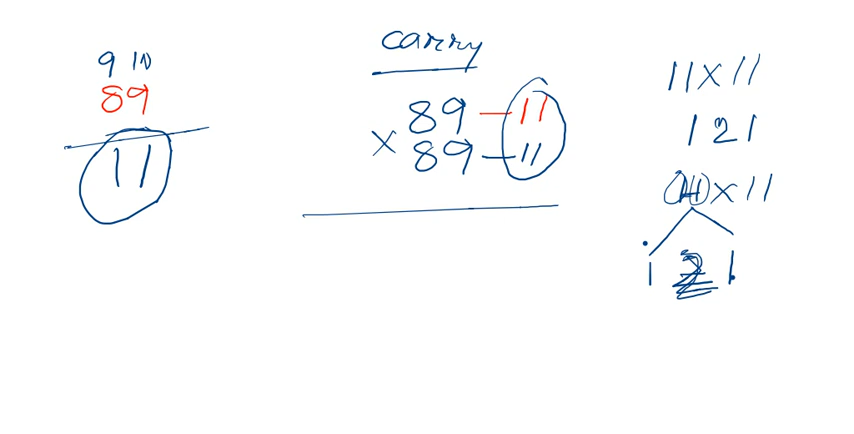 carry
9 10
89
11
89 — 11
× 89 — 11
11 × 11
121
11 × 11
1 2 1